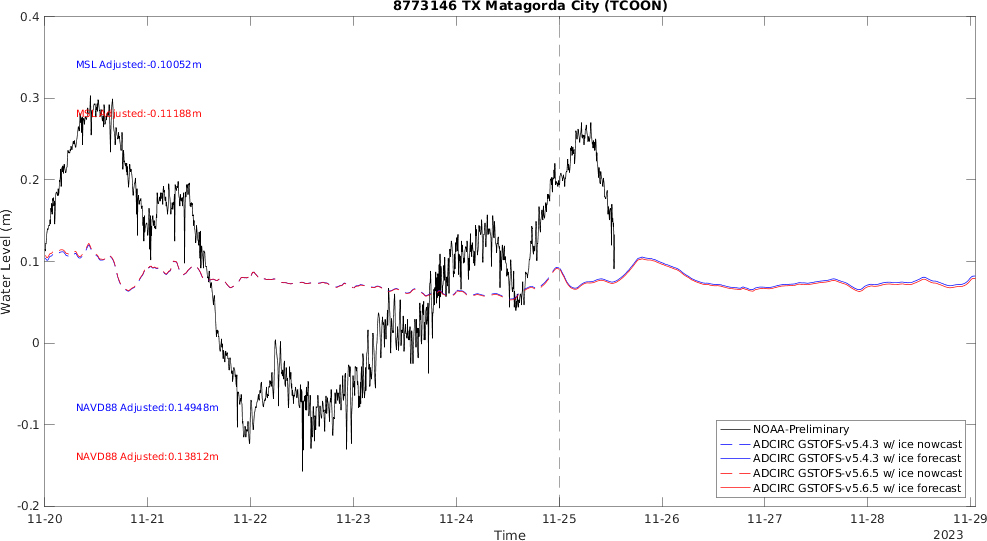 8773146 TX Matagorda City (TCOON)
0.4
0.3
0.2
0.1
0
-0.1
-0.2
Water Level (m)
MSL Adjusted:-0.10052m
MSL Adjusted:-0.11188m
NAVD88 Adjusted:0.14948m
NAVD88 Adjusted:0.13812m
NOAA-Preliminary
ADCIRC GSTOFS-v5.4.3 w/ ice nowcast
ADCIRC GSTOFS-v5.4.3 w/ ice forecast
ADCIRC GSTOFS-v5.6.5 w/ ice nowcast
ADCIRC GSTOFS-v5.6.5 w/ ice forecast
11-20 11-21 11-22 11-23 11-24 11-25 11-26 11-27 11-28 11-29
Time
2023